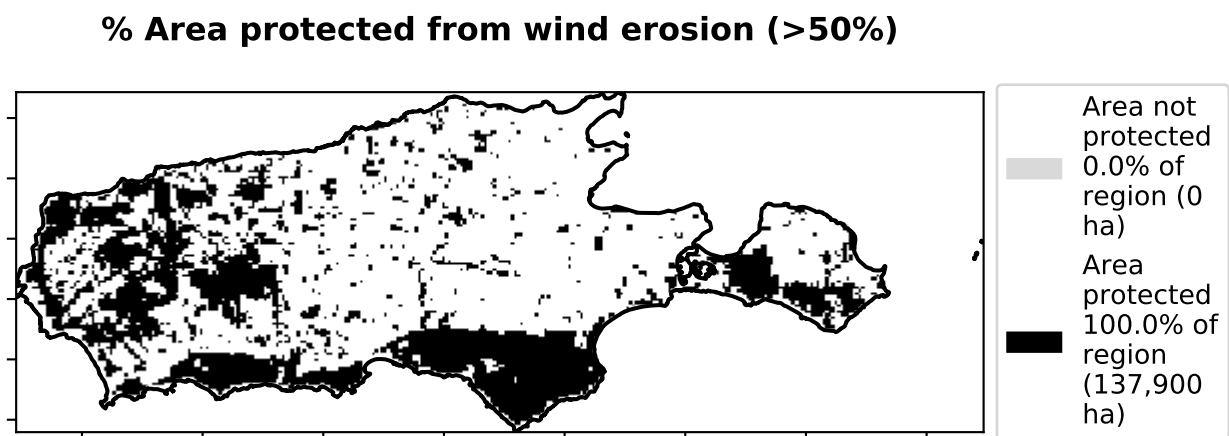 % Area protected from wind erosion (>50%)
Area not
protected
0.0% of
region (0
ha)
Area
protected
100.0% of
region
(137,900
ha)